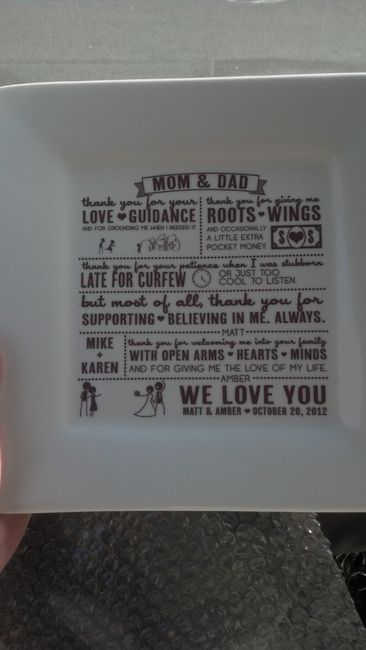 MOM & DAD
thank you for your
LOVE ♥ GUIDANCE
AND FOR GROUNDING ME WHEN I NEEDED IT
thank you for giving me
ROOTS ♥ WINGS
AND OCCASIONALLY
A LITTLE EXTRA
POCKET MONEY.
$ ♥ $
thank you for your patience when I was stubborn
LATE FOR CURFEW
OR JUST TOO
COOL TO LISTEN.
but most of all, thank you for
SUPPORTING ♥ BELIEVING IN ME. ALWAYS.
MATT
MIKE
+
KAREN
thank you for welcoming me into your family
WITH OPEN ARMS ♥ HEARTS ♥ MINDS
AND FOR GIVING ME THE LOVE OF MY LIFE.
AMBER
WE LOVE YOU
MATT & AMBER ♥ OCTOBER 20, 2012